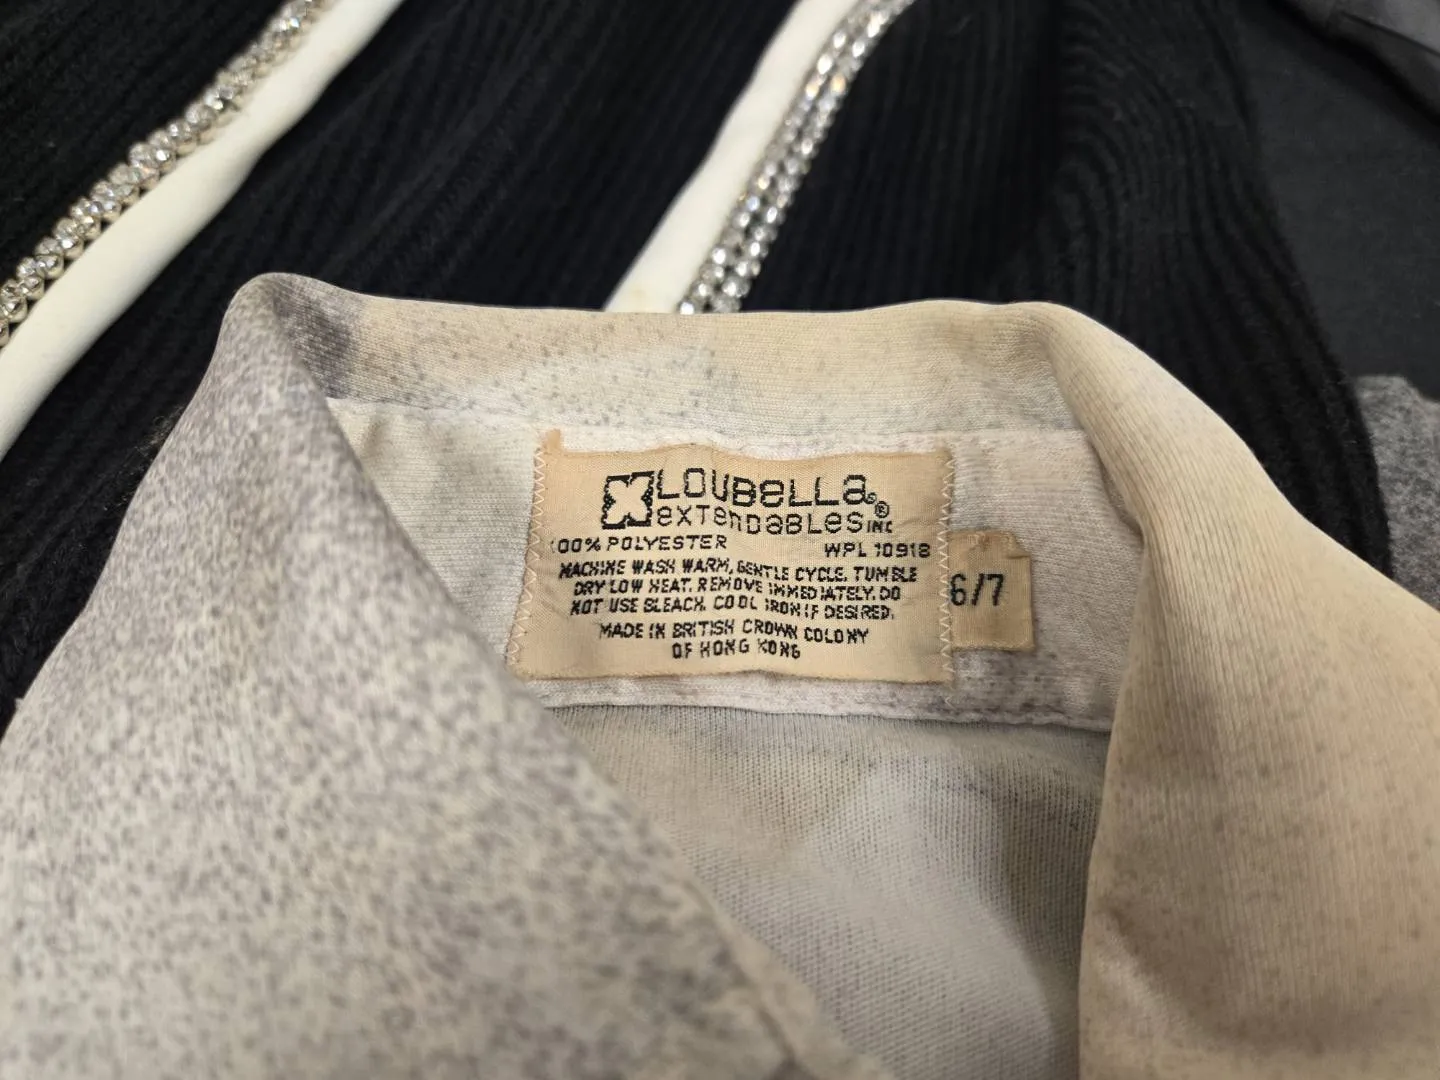 LOUBELLA®
EXTENDABLES INC
100% POLYESTER WPL 10918
MACHINE WASH WARM, GENTLE CYCLE, TUMBLE
DRY LOW HEAT. REMOVE IMMEDIATELY. DO
NOT USE BLEACH. COOL IRON IF DESIRED.
MADE IN BRITISH CROWN COLONY
OF HONG KONG
6/7